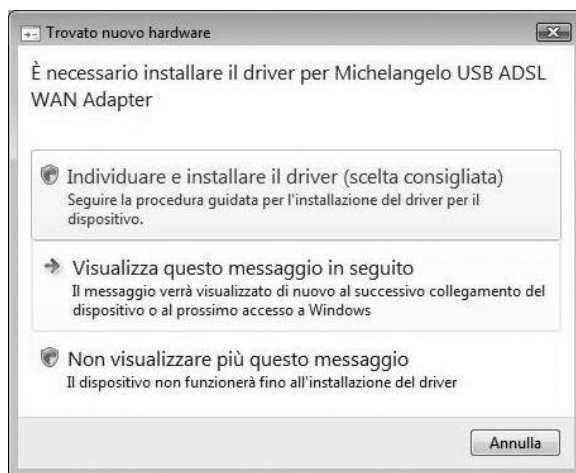 Trovato nuovo hardware
È necessario installare il driver per Michelangelo USB ADSL
WAN Adapter
Individuare e installare il driver (scelta consigliata)
Seguire la procedura guidata per l'installazione del driver per il
dispositivo.
Visualizza questo messaggio in seguito
Il messaggio verrà visualizzato di nuovo al successivo collegamento del
dispositivo o al prossimo accesso a Windows
Non visualizzare più questo messaggio
Il dispositivo non funzionerà fino all'installazione del driver
Annulla